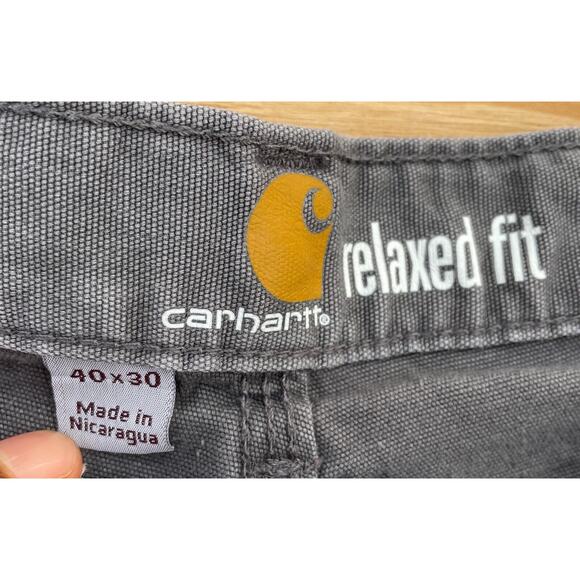 relaxed fit
carhartt®
40x30
Made in
Nicaragua